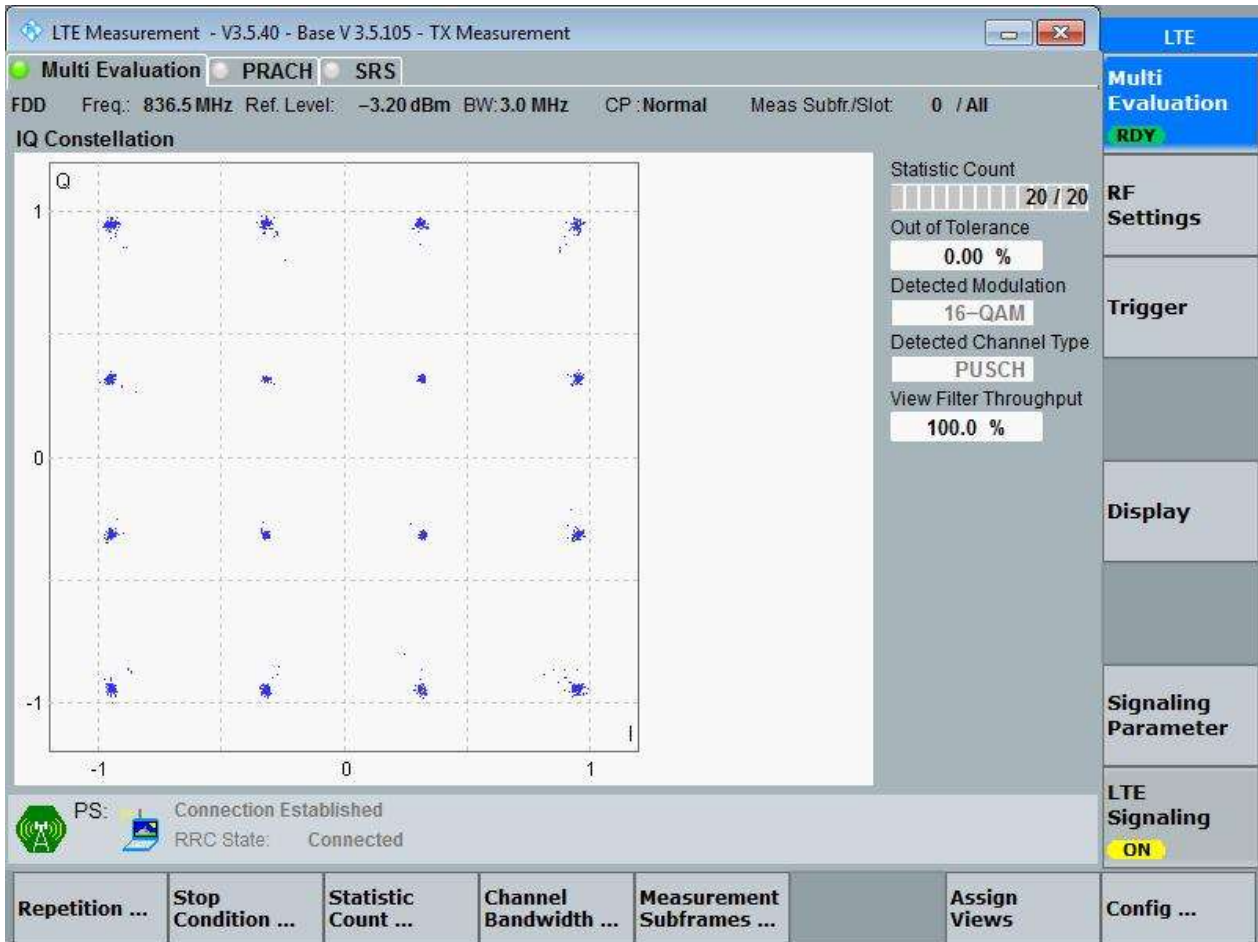 LTE Measurement - V3.5.40 - Base V 3.5.105 - TX Measurement
LTE
Multi Evaluation PRACH SRS
FDD Freq.: 836.5 MHz Ref. Level: −3.20 dBm BW: 3.0 MHz CP : Normal Meas Subfr./Slot: 0 / All
IQ Constellation
Q
1
0
-1
-1 0 1
I
Statistic Count
20 / 20
Out of Tolerance
0.00 %
Detected Modulation
16−QAM
Detected Channel Type
PUSCH
View Filter Throughput
100.0 %
Multi
Evaluation
RDY
RF
Settings
Trigger
Display
Signaling
Parameter
LTE
Signaling
ON
PS: Connection Established
RRC State: Connected
Repetition ...
Stop
Condition ...
Statistic
Count ...
Channel
Bandwidth ...
Measurement
Subframes ...
Assign
Views
Config ...